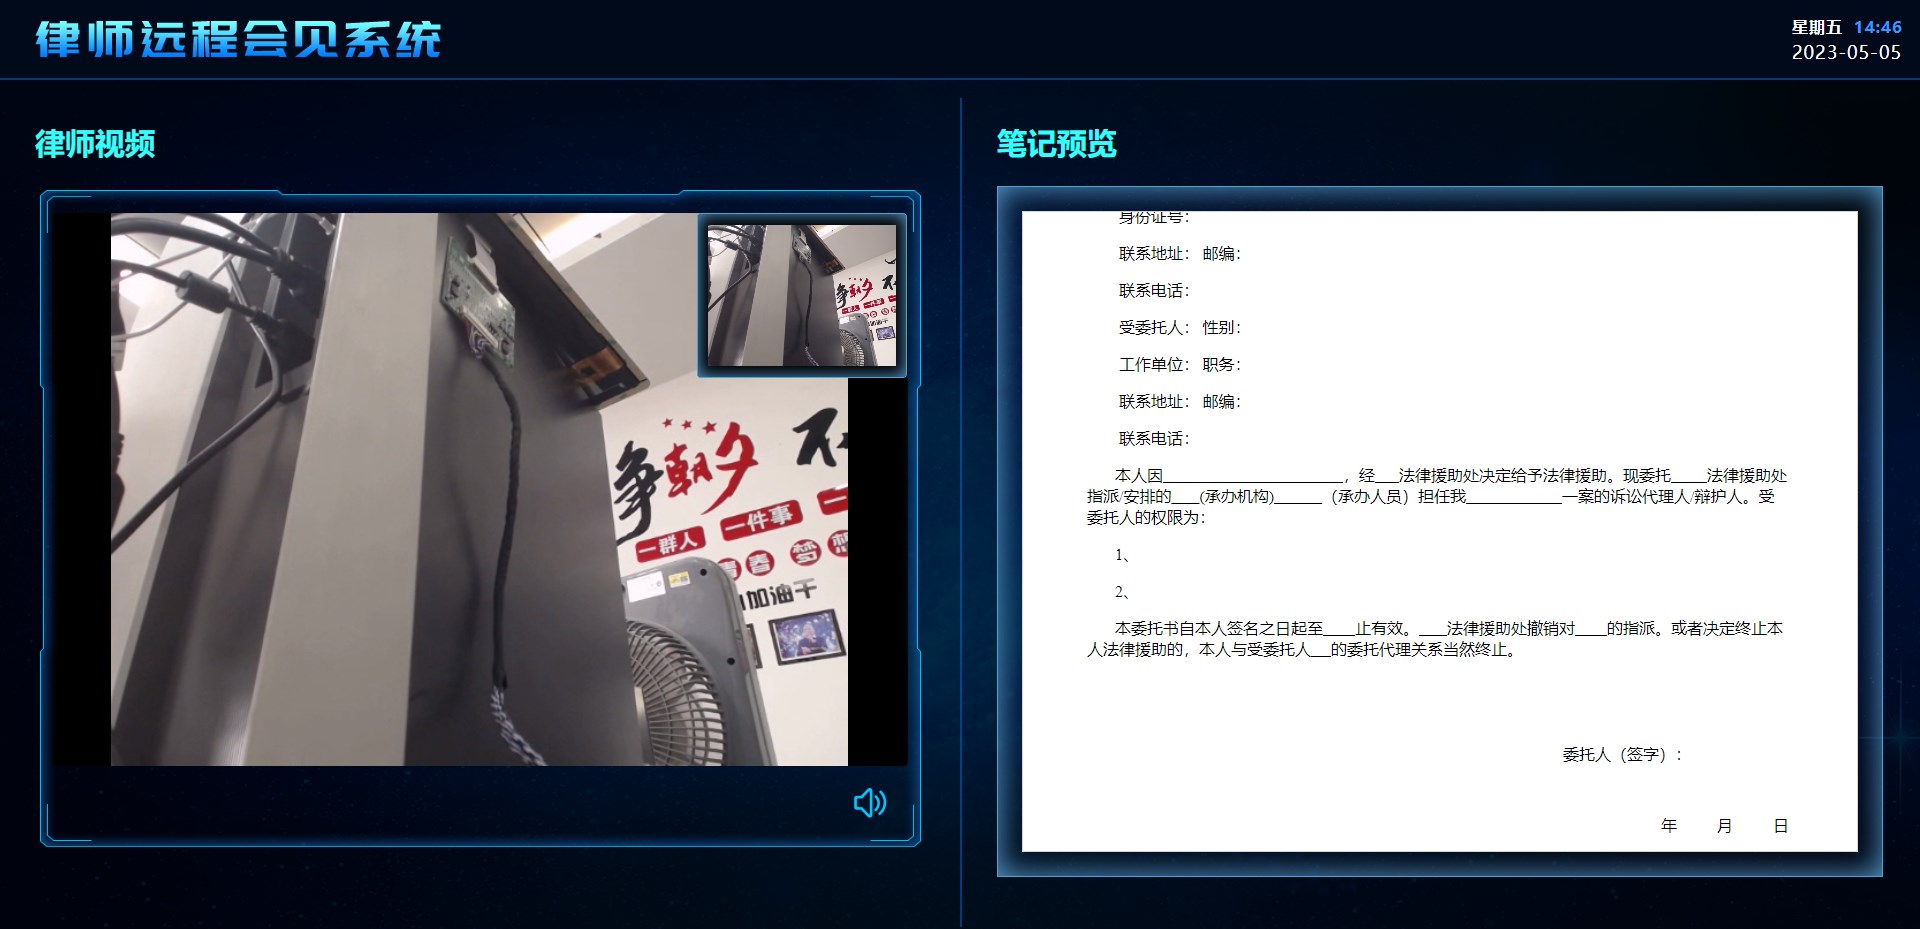 律师远程会见系统
星期五 14:46
2023-05-05
律师视频
争朝夕 不
一群人 一件事 一
青春 梦想
加油干
笔记预览
身份证号：
联系地址： 邮编：
联系电话：
受委托人： 性别：
工作单位： 职务：
联系地址： 邮编：
联系电话：
本人因_______________________，经___法律援助处决定给予法律援助。现委托____法律援助处
指派/安排的___(承办机构)______（承办人员）担任我____________一案的诉讼代理人/辩护人。受
委托人的权限为：
1、
2、
本委托书自本人签名之日起至____止有效。___法律援助处撤销对____的指派。或者决定终止本
人法律援助的，本人与受委托人__的委托代理关系当然终止。
委托人（签字）：
年 月 日